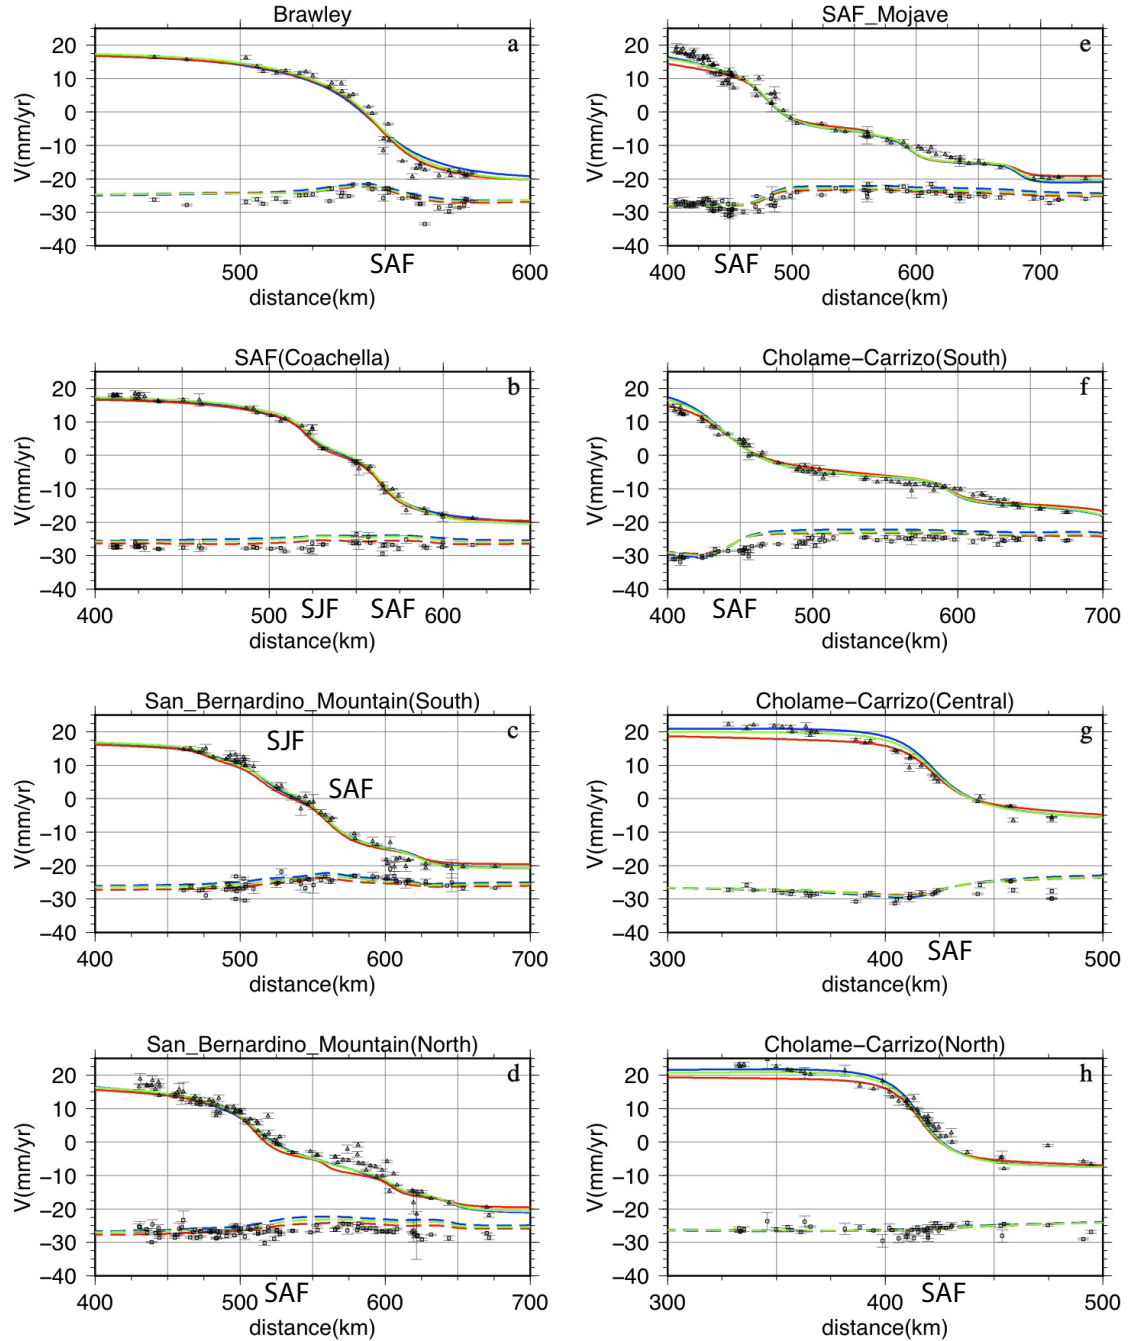 Brawley
a
V(mm/yr)
20
10
0
−10
−20
−30
−40
500
600
SAF
distance(km)
SAF(Coachella)
b
V(mm/yr)
20
10
0
−10
−20
−30
−40
400
500
600
SJF
SAF
distance(km)
San_Bernardino_Mountain(South)
c
SJF
SAF
V(mm/yr)
20
10
0
−10
−20
−30
−40
400
500
600
700
distance(km)
San_Bernardino_Mountain(North)
d
V(mm/yr)
20
10
0
−10
−20
−30
−40
400
500
600
700
SAF
distance(km)
SAF_Mojave
e
V(mm/yr)
20
10
0
−10
−20
−30
−40
400
500
600
700
SAF
distance(km)
Cholame−Carrizo(South)
f
V(mm/yr)
20
10
0
−10
−20
−30
−40
400
500
600
700
SAF
distance(km)
Cholame−Carrizo(Central)
g
V(mm/yr)
20
10
0
−10
−20
−30
−40
300
400
500
SAF
distance(km)
Cholame−Carrizo(North)
h
V(mm/yr)
20
10
0
−10
−20
−30
−40
300
400
500
SAF
distance(km)